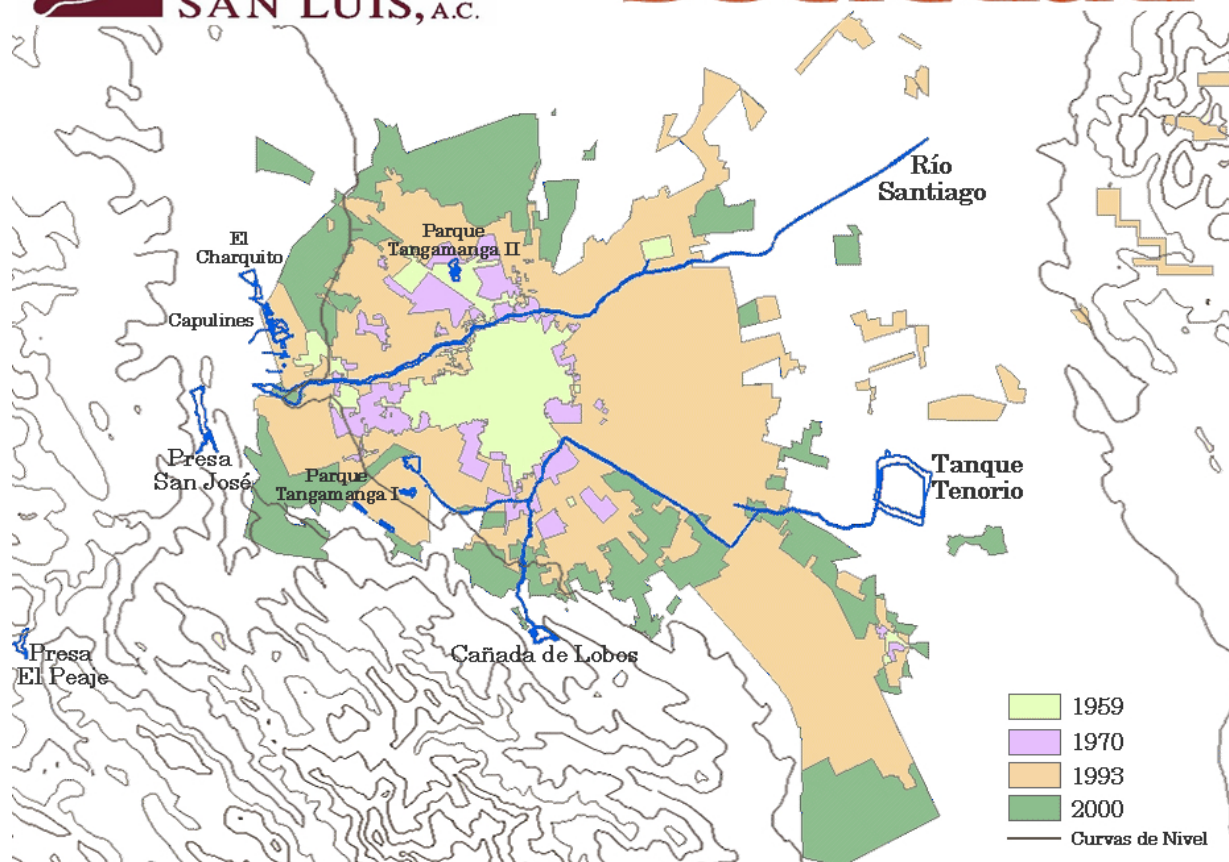 SAN LUIS, A.C.
Río
Santiago
Parque
Tangamanga II
El
Charquito
Capulines
Presa
San José
Parque
Tangamanga I
Tanque
Tenorio
Cañada de Lobos
Presa
El Peaje
1959
1970
1993
2000
Curvas de Nivel